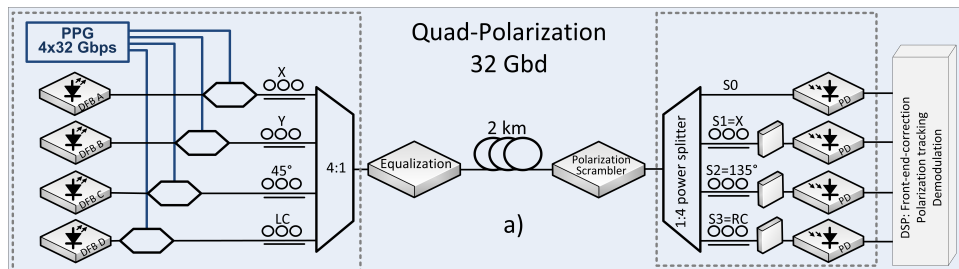 PPG
4x32 Gbps
Quad-Polarization
32 Gbd
X
DFB A
Y
DFB B
45°
DFB C
LC
DFB D
4:1
Equalization
2 km
Polarization
Scrambler
a)
1:4 power splitter
S0
PD
S1=X
PD
S2=135°
PD
S3=RC
PD
DSP: Front-end-correction
Polarization tracking
Demodulation